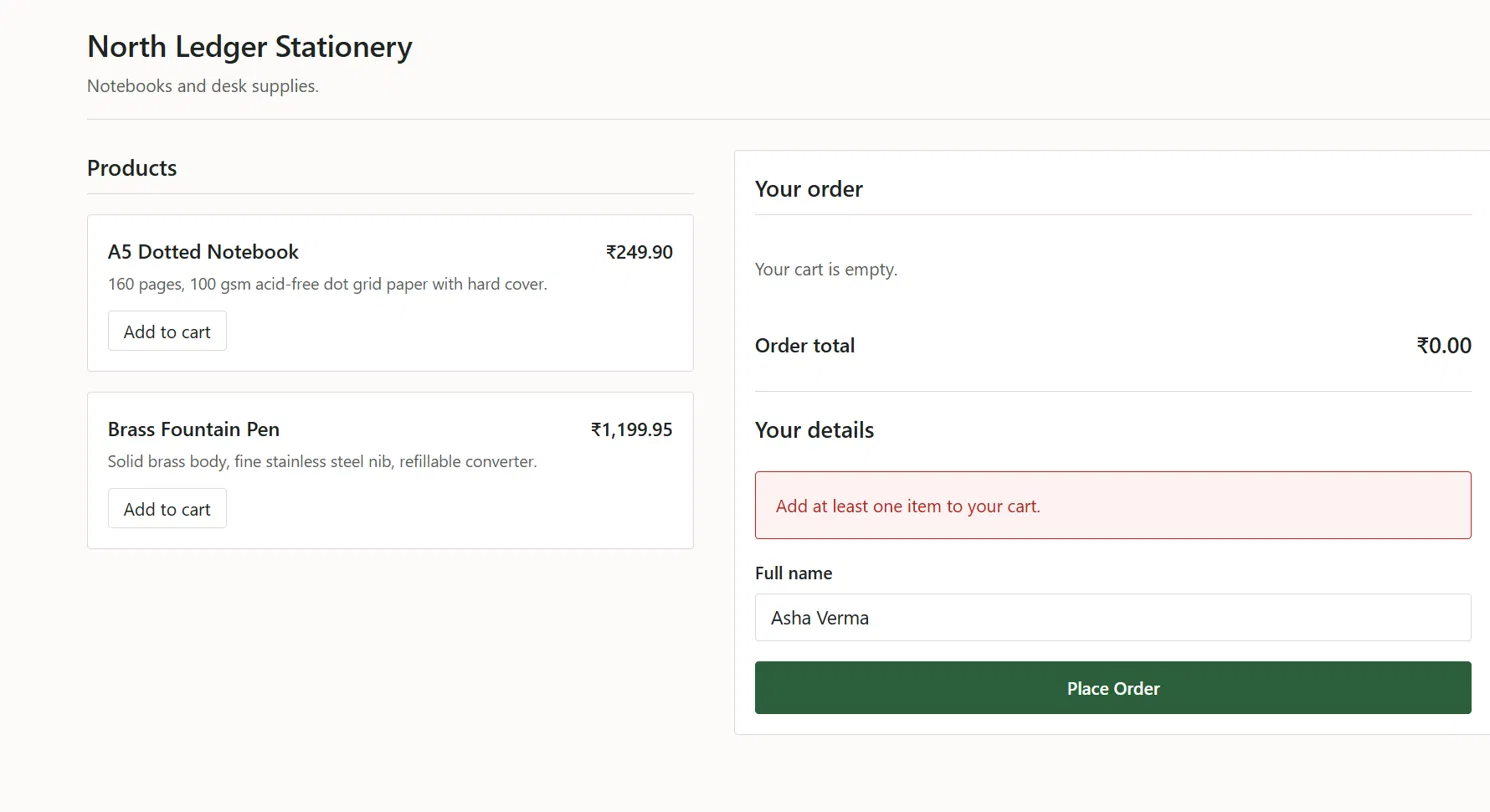 North Ledger Stationery
Notebooks and desk supplies.
Products
A5 Dotted Notebook ₹249.90
160 pages, 100 gsm acid-free dot grid paper with hard cover.
Add to cart
Brass Fountain Pen ₹1,199.95
Solid brass body, fine stainless steel nib, refillable converter.
Add to cart
Your order
Your cart is empty.
Order total ₹0.00
Your details
Add at least one item to your cart.
Full name
Asha Verma
Place Order